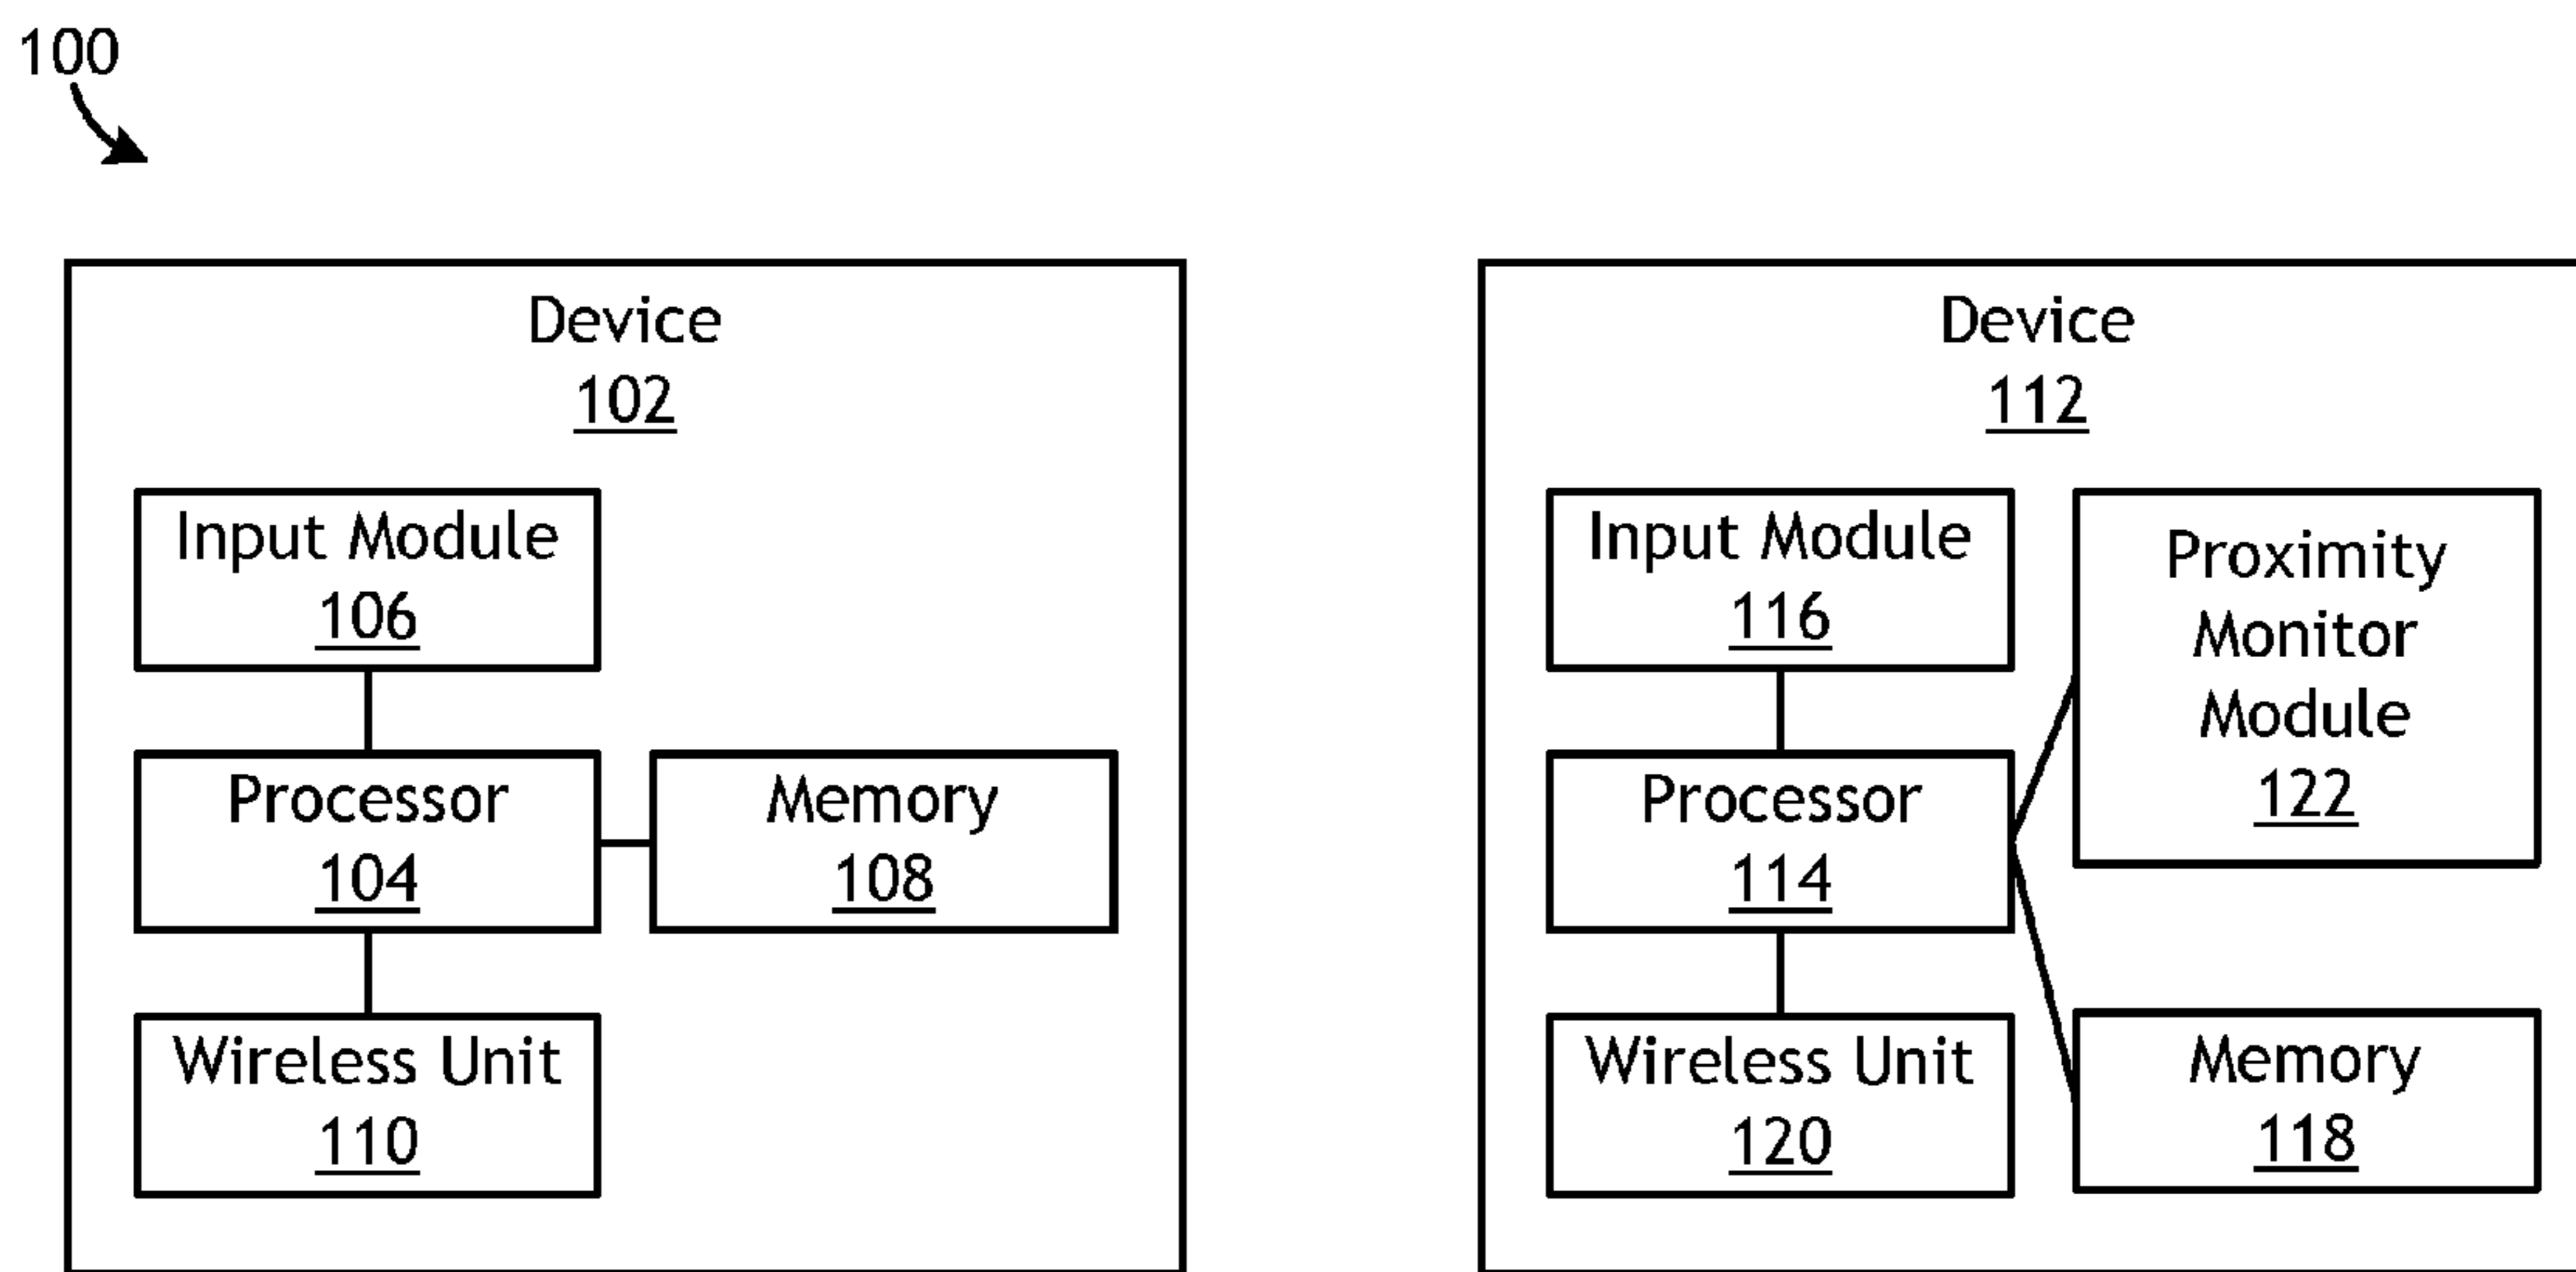 100
Device
102
Input Module
106
Processor
104
Memory
108
Wireless Unit
110
Device
112
Input Module
116
Proximity
Monitor
Module
122
Processor
114
Wireless Unit
120
Memory
118